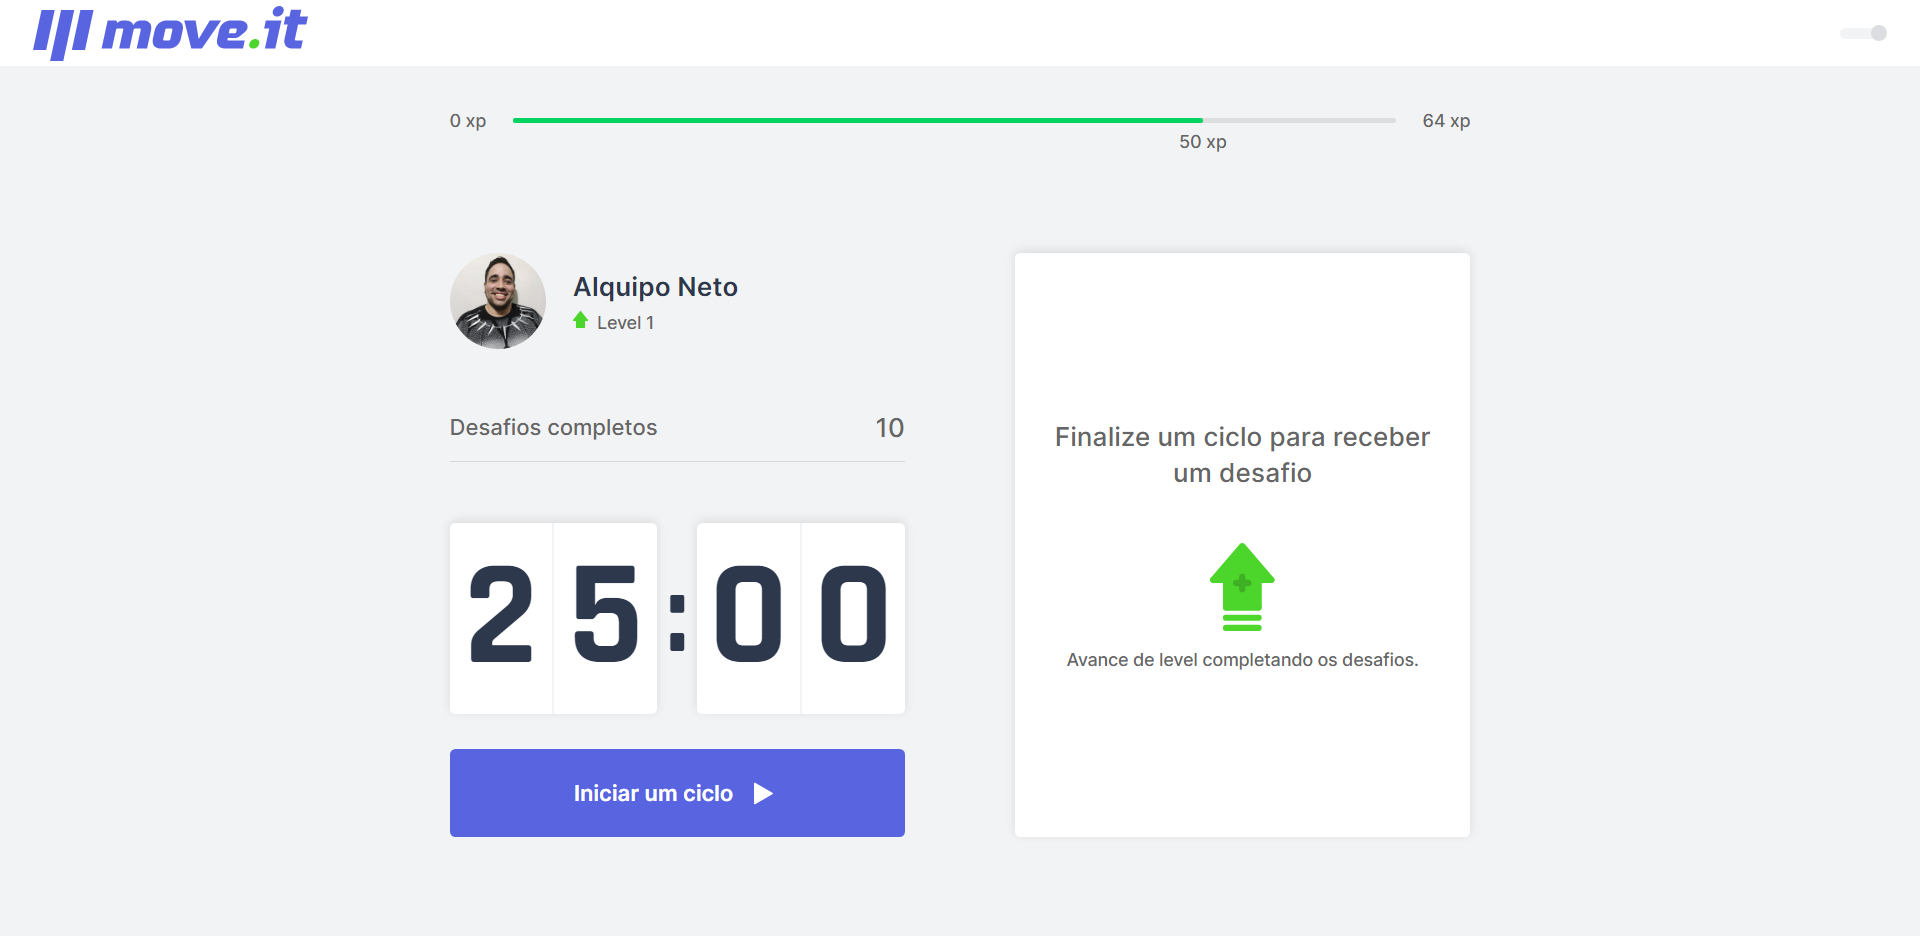 move.it
0 xp
64 xp
50 xp
Alquipo Neto
Level 1
Desafios completos
10
25:00
Iniciar um ciclo
Finalize um ciclo para receber
um desafio
Avance de level completando os desafios.